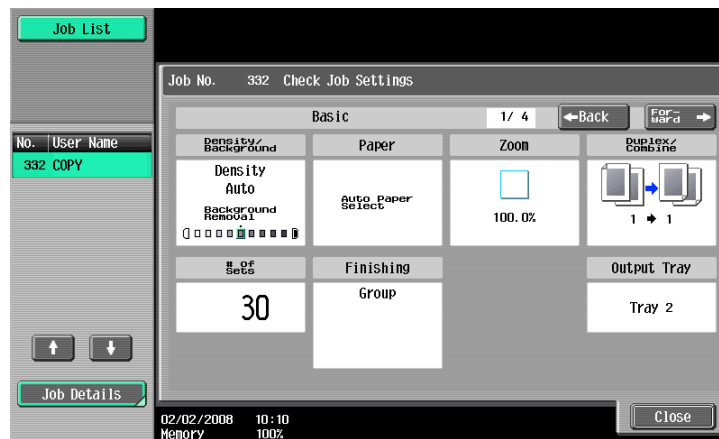 Job List
Job No. 332 Check Job Settings
Basic 1/ 4 Back For-
ward
No. User Name
332 COPY
Density/
Background
Paper
Zoom
Duplex/
Combine
Density
Auto
Background
Removal
Auto Paper
Select
100.0%
1 → 1
# of
Sets
Finishing
Output Tray
30
Group
Tray 2
Job Details
Close
02/02/2008 10:10
Memory 100%